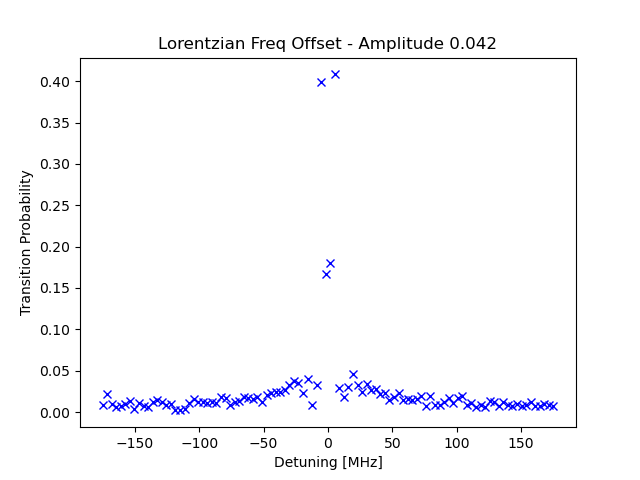 Lorentzian Freq Offset - Amplitude 0.042
Transition Probability
0.40
0.35
0.30
0.25
0.20
0.15
0.10
0.05
0.00
−150 −100 −50 0 50 100 150
Detuning [MHz]